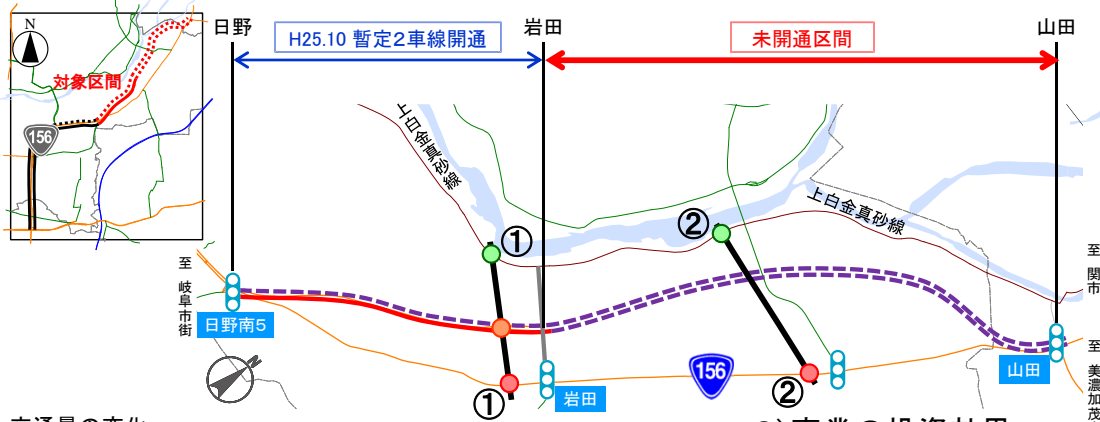 日野
岩田
山田
H25.10 暫定2車線開通
未開通区間
N
対象区間
156
上白金真砂線
上白金真砂線
①
②
至 岐阜市街
日野南5
至 関市
156
山田
至 美濃加茂
岩田
①
②